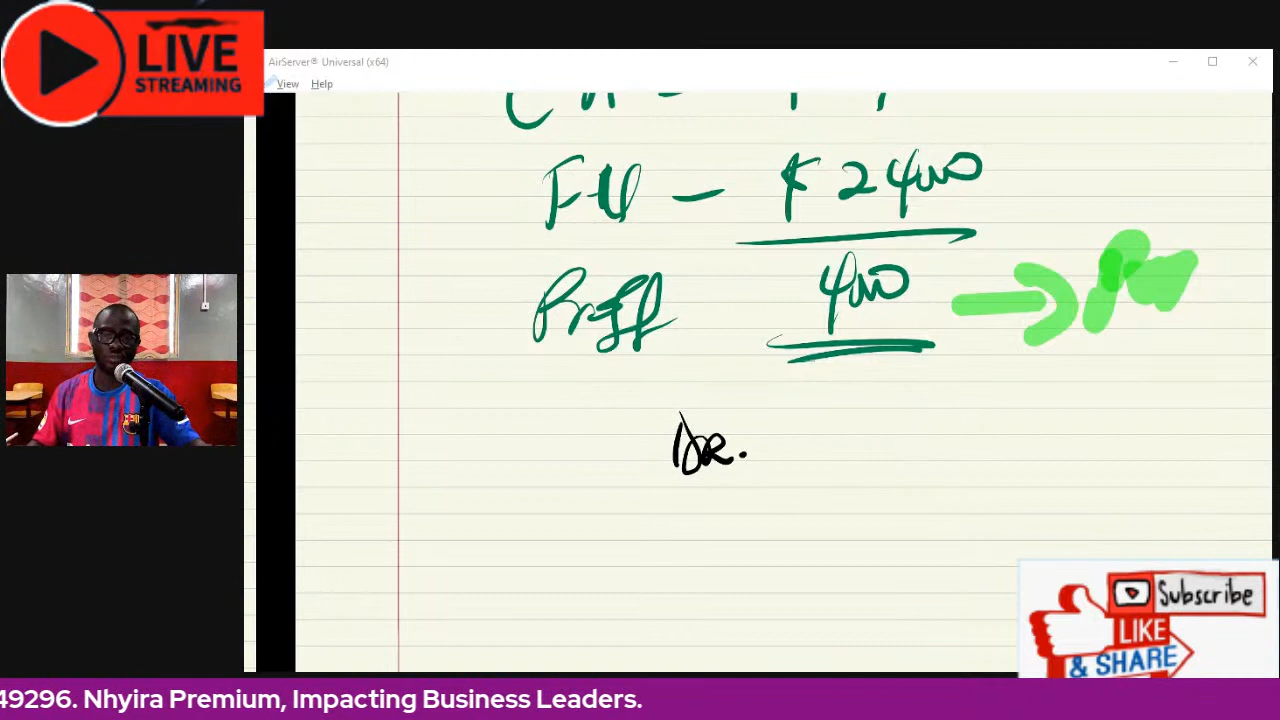 LIVE
STREAMING
AirServer® Universal (x64)
View Help
FU - 2400
Proft 400
DR.
Subscribe
LIKE
& SHARE
49296. Nhyira Premium, Impacting Business Leaders.